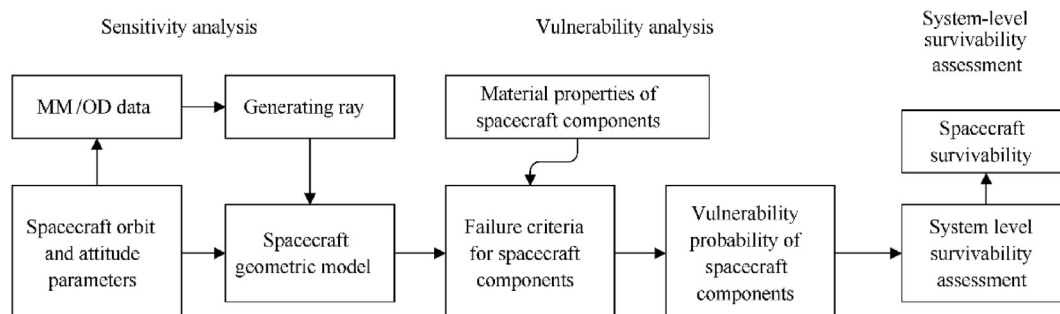 Sensitivity analysis
Vulnerability analysis
System-level
survivability
assessment
MM/OD data
Generating ray
Material properties of
spacecraft components
Spacecraft
survivability
Spacecraft orbit
and attitude
parameters
Spacecraft
geometric model
Failure criteria
for spacecraft
components
Vulnerability
probability of
spacecraft
components
System level
survivability
assessment